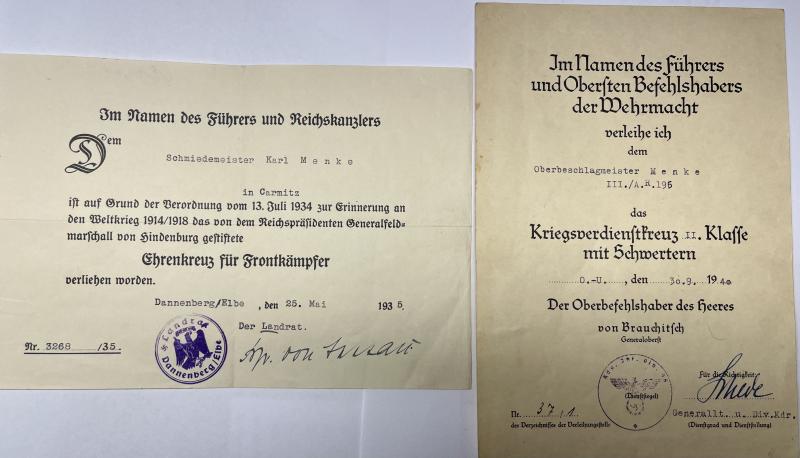 Im Namen des Führers und Reichskanzlers
Dem
Schmiedemeister Karl Menke
in Carmitz
ist auf Grund der Verordnung vom 13. Juli 1934 zur Erinnerung an
den Weltkrieg 1914/1918 das von dem Reichspräsidenten Generalfeld-
marschall von Hindenburg gestiftete
Ehrenkreuz für Frontkämpfer
verliehen worden.
Dannenberg/Elbe, den 25. Mai 1935.
Der Landrat.
Nr. 3268 /35.
Landrat
Dannenberg/Elbe
Im Namen des Führers
und Obersten Befehlshabers
der Wehrmacht
verleihe ich
dem
Oberbeschlagmeister Menke
III./A.R.196
das
Kriegsverdienstkreuz II. Klasse
mit Schwertern
O.-U., den 30.9. 1940
Der Oberbefehlshaber des Heeres
von Brauchitsch
Generaloberst
Für die Richtigkeit:
(Dienstsiegel)
Nr. 37,1
Generallt. u. Div.Kdr.
des Verzeichnisses der Verleihungsstelle
(Dienstgrad und Dienststellung)